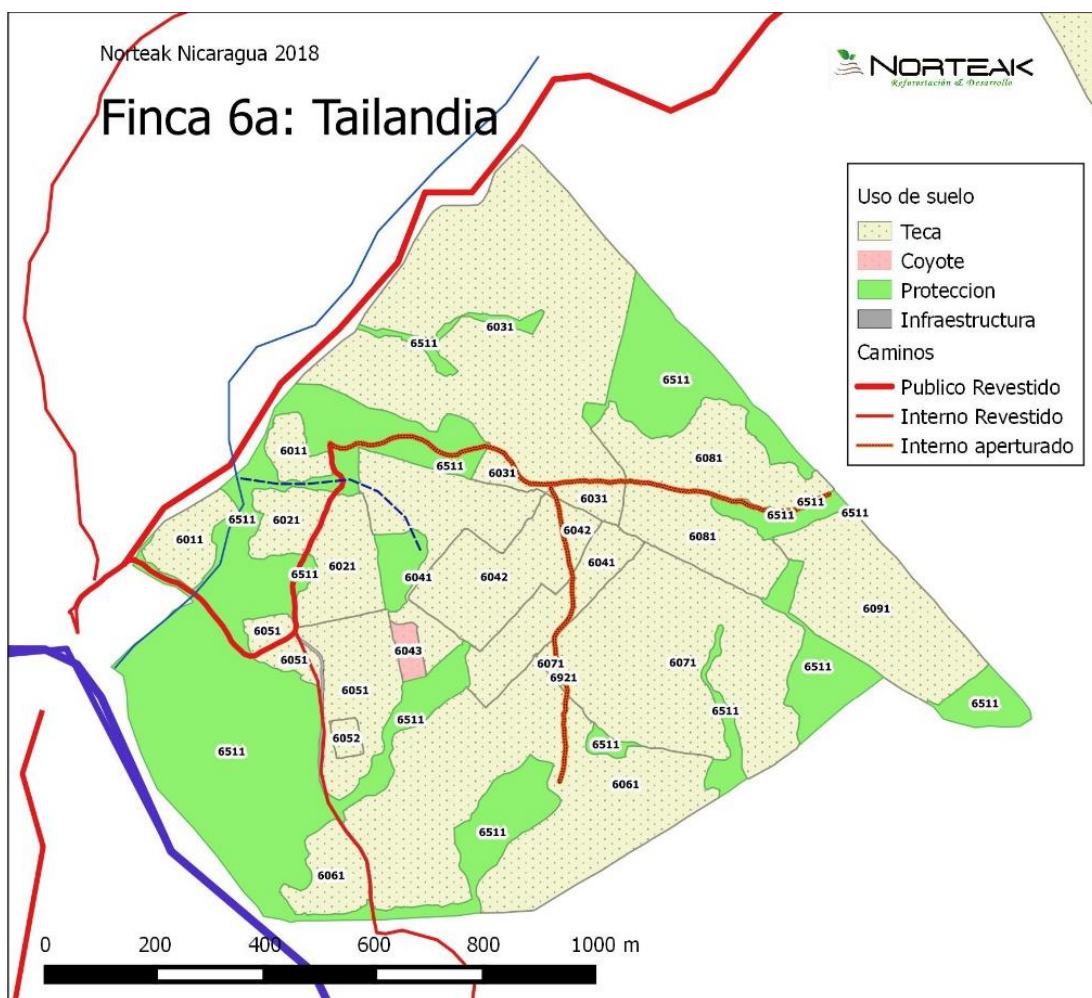 Norteak Nicaragua 2018
Finca 6a: Tailandia
NORTEAK
Reforestación & Desarrollo
Uso de suelo
Teca
Coyote
Proteccion
Infraestructura
Caminos
Publico Revestido
Interno Revestido
Interno aperturado
6031
6511
6511
6011
6081
6511
6031
6511
6031
6511
6511
6021
6511
6042
6011
6081
6021
6041
6511
6041
6042
6091
6051
6043
6051
6071
6071
6511
6921
6051
6511
6511
6511
6052
6511
6511
6061
6511
6061
0 200 400 600 800 1000 m